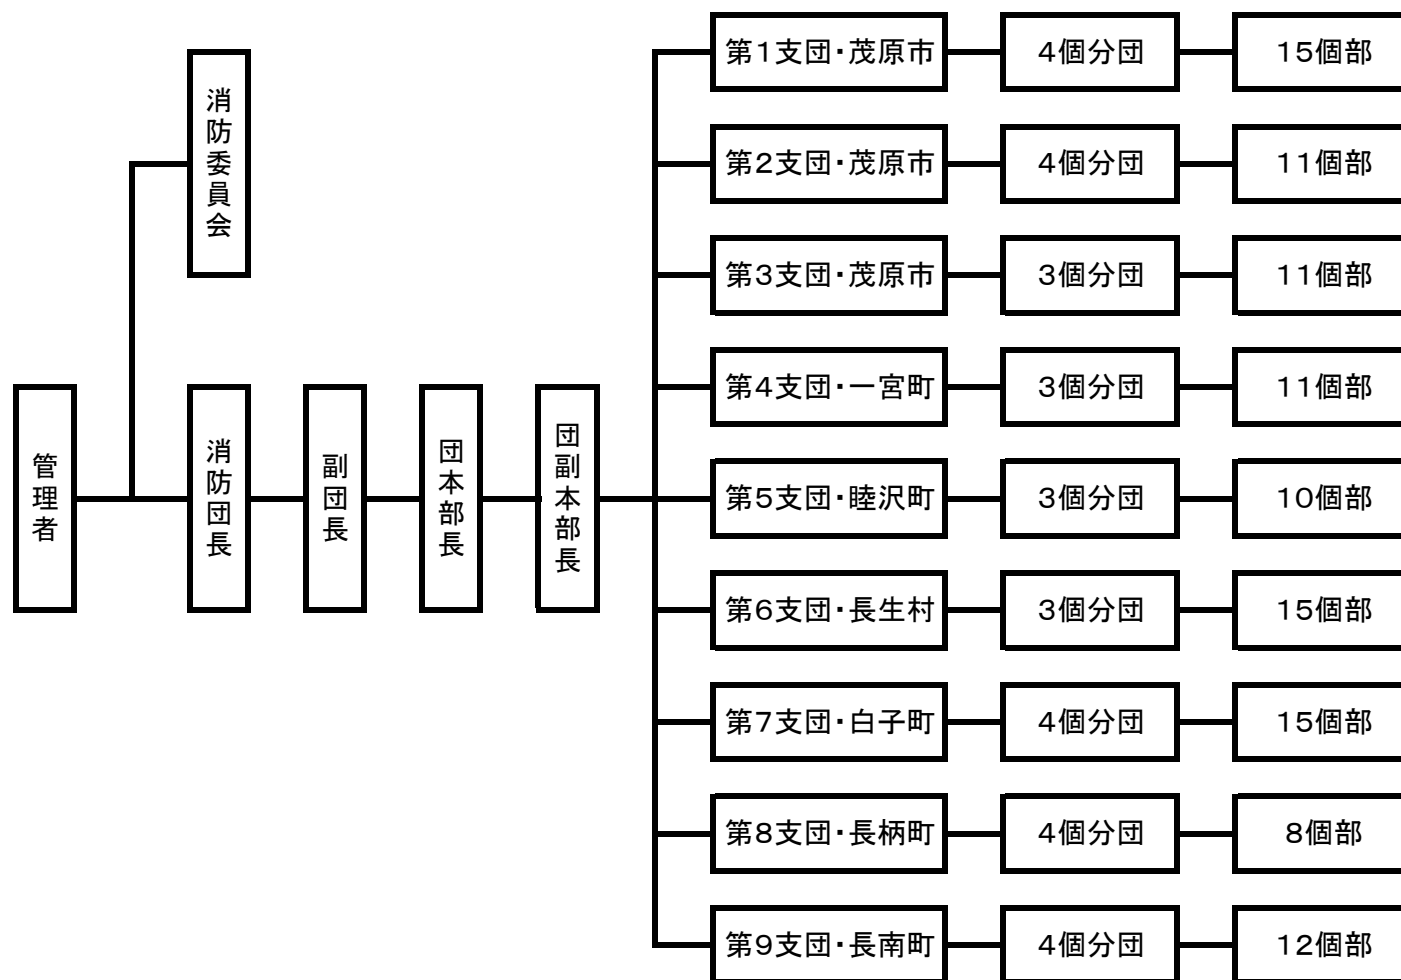 消防委員会
管理者
消防団長
副団長
団本部長
団副本部長
第1支団・茂原市
4個分団
15個部
第2支団・茂原市
4個分団
11個部
第3支団・茂原市
3個分団
11個部
第4支団・一宮町
3個分団
11個部
第5支団・睦沢町
3個分団
10個部
第6支団・長生村
3個分団
15個部
第7支団・白子町
4個分団
15個部
第8支団・長柄町
4個分団
8個部
第9支団・長南町
4個分団
12個部